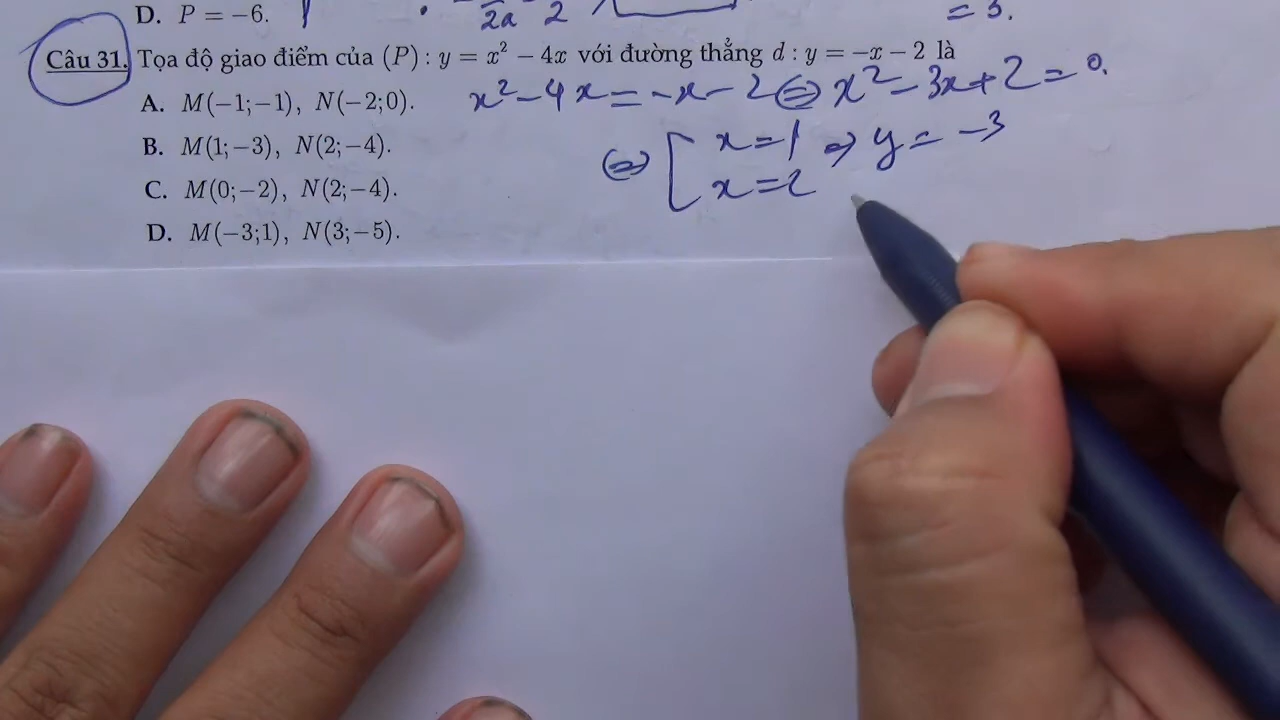 D. P = −6.
2a 2
= 3.
Câu 31. Tọa độ giao điểm của (P) : y = x² − 4x với đường thẳng d : y = −x − 2 là
x² − 4x = −x − 2 ⇔ x² − 3x + 2 = 0.
A. M(−1;−1), N(−2;0).
B. M(1;−3), N(2;−4).
C. M(0;−2), N(2;−4).
D. M(−3;1), N(3;−5).
⇔ [ x = 1 ⇒ y = −3
x = 2